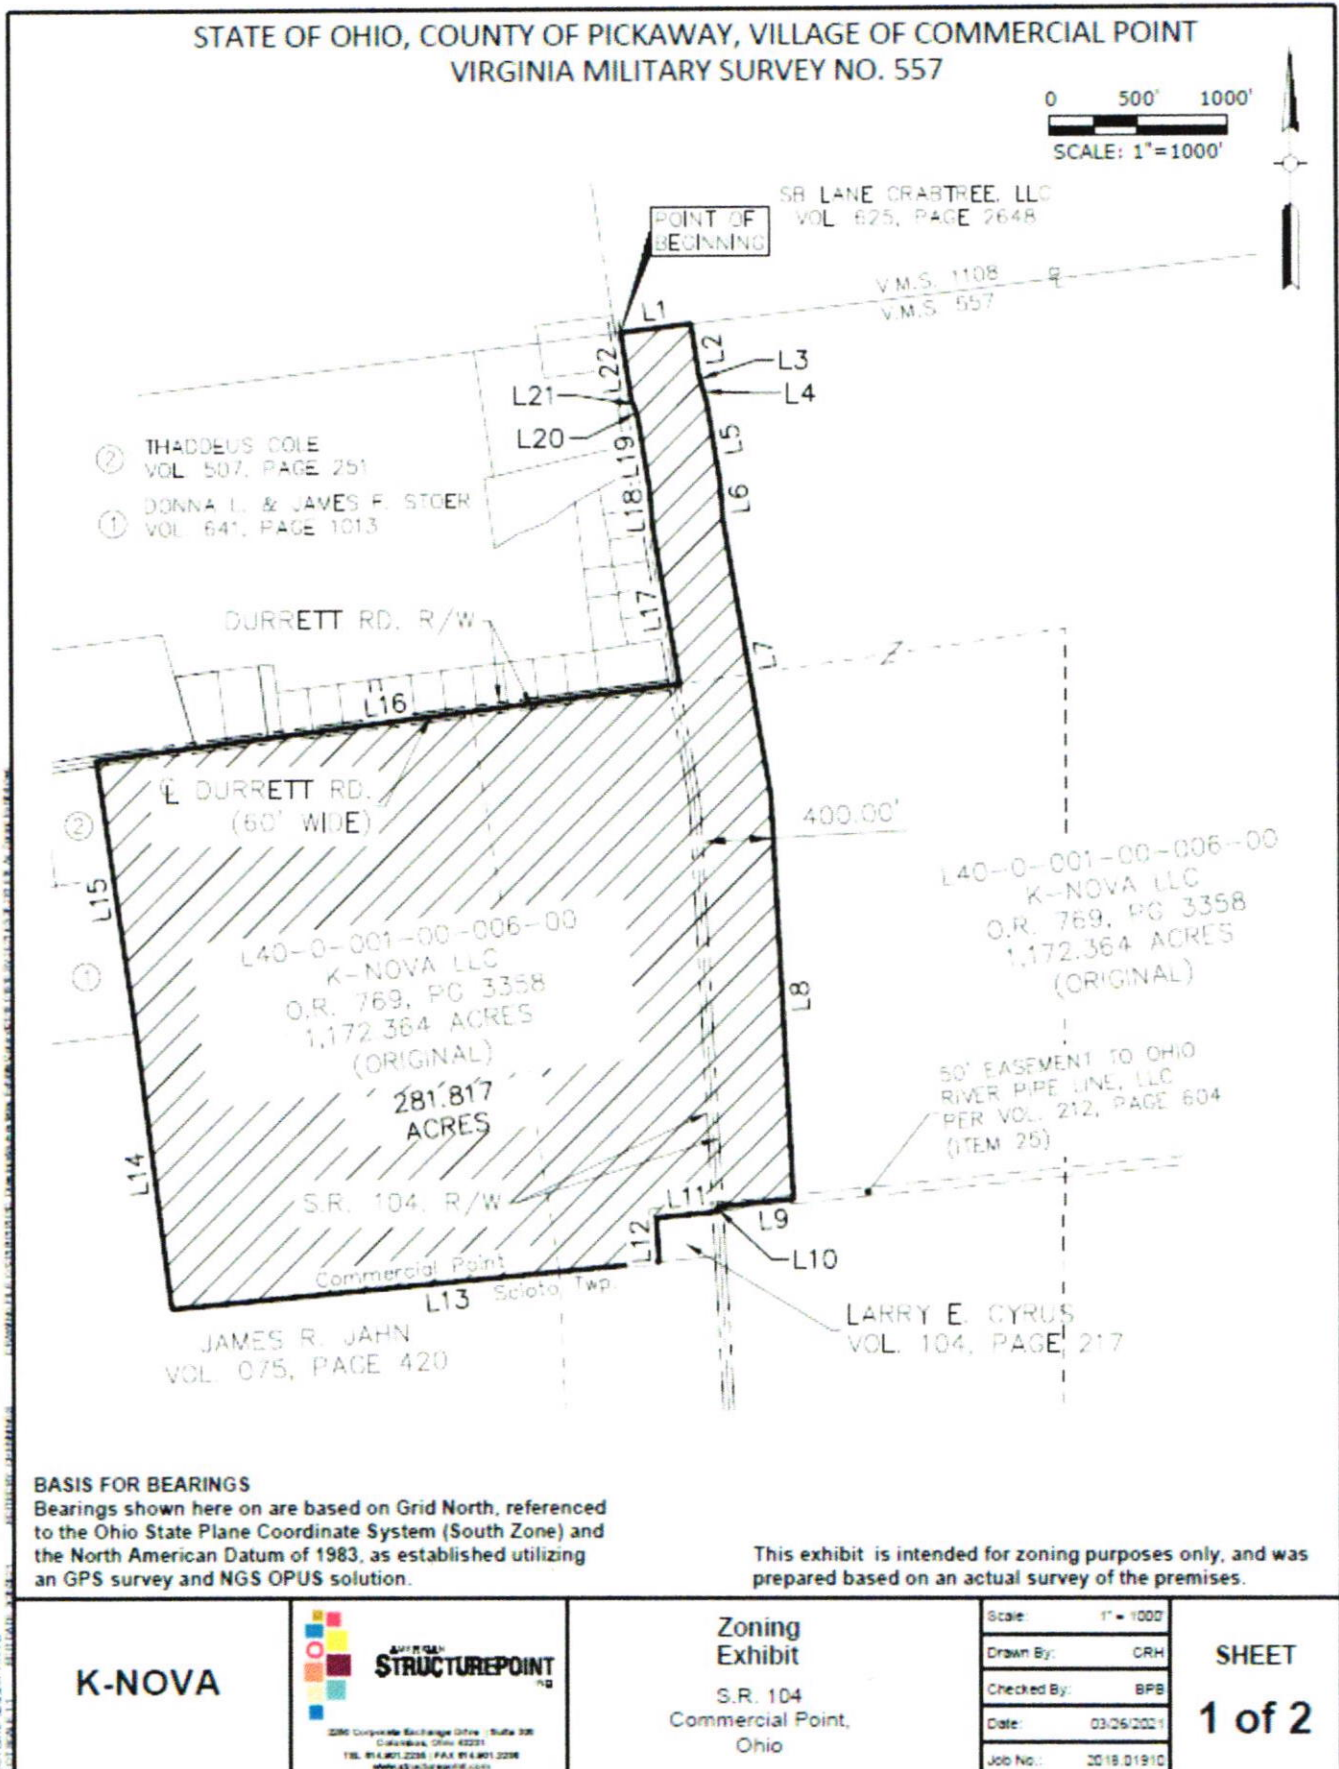 STATE OF OHIO, COUNTY OF PICKAWAY, VILLAGE OF COMMERCIAL POINT
VIRGINIA MILITARY SURVEY NO. 557
0 500' 1000'
SCALE: 1"=1000'
SB LANE CRABTREE, LLC
VOL 625, PAGE 2648
POINT OF
BEGINNING
V.M.S. 1108
V.M.S. 557
L1
L2
L22
L3
L4
L21
L20
L5
L19
L6
L18
② THADDEUS COLE
VOL 507, PAGE 251
① DONNA L. & JAMES F. STOER
VOL 641, PAGE 1013
DURRETT RD. R/W
L17
L7
L16
℄ DURRETT RD.
(60' WIDE)
②
400.00'
L15
①
L40-0-001-00-006-00
K-NOVA LLC
O.R. 769, PG 3358
1,172.364 ACRES
(ORIGINAL)
281.817
ACRES
L40-0-001-00-006-00
K-NOVA LLC
O.R. 769, PG 3358
1,172.364 ACRES
(ORIGINAL)
L8
50' EASEMENT TO OHIO
RIVER PIPE LINE, LLC
PER VOL. 212, PAGE 604
(ITEM 25)
L14
S.R. 104. R/W
L11
L9
L12
L10
Commercial Point
Scioto Twp.
L13
LARRY E. CYRUS
VOL. 104, PAGE 217
JAMES R. JAHN
VOL. 075, PAGE 420
BASIS FOR BEARINGS
Bearings shown here on are based on Grid North, referenced
to the Ohio State Plane Coordinate System (South Zone) and
the North American Datum of 1983, as established utilizing
an GPS survey and NGS OPUS solution.
This exhibit is intended for zoning purposes only, and was
prepared based on an actual survey of the premises.
K-NOVA
AMERICAN
STRUCTUREPOINT
INC
Zoning
Exhibit
S.R. 104
Commercial Point,
Ohio
Scale: 1" = 1000'
Drawn By: CRH
Checked By: BPB
Date: 03/26/2021
Job No.: 2018.01910
SHEET
1 of 2